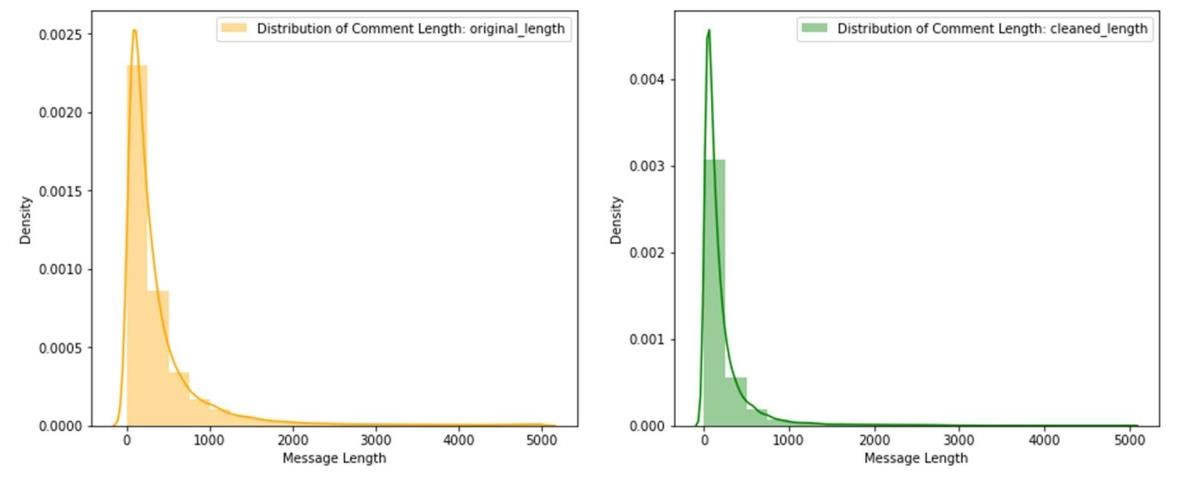 Distribution of Comment Length: original_length
0.0025
0.0020
0.0015
0.0010
0.0005
0.0000
Density
0 1000 2000 3000 4000 5000
Message Length
Distribution of Comment Length: cleaned_length
0.004
0.003
0.002
0.001
0.000
Density
0 1000 2000 3000 4000 5000
Message Length